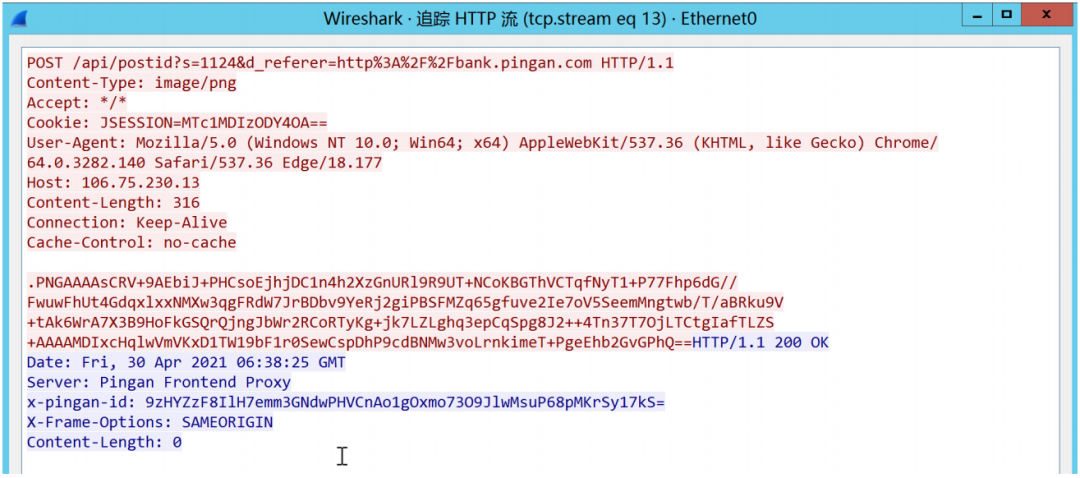 Wireshark · 追踪 HTTP 流 (tcp.stream eq 13) · Ethernet0
POST /api/postid?s=1124&d_referer=http%3A%2F%2Fbank.pingan.com HTTP/1.1
Content-Type: image/png
Accept: */*
Cookie: JSESSION=MTc1MDIzODY4OA==
User-Agent: Mozilla/5.0 (Windows NT 10.0; Win64; x64) AppleWebKit/537.36 (KHTML, like Gecko) Chrome/
64.0.3282.140 Safari/537.36 Edge/18.177
Host: 106.75.230.13
Content-Length: 316
Connection: Keep-Alive
Cache-Control: no-cache
.PNGAAAAsCRV+9AEbiJ+PHCsoEjhjDC1n4h2XzGnURl9R9UT+NCoKBGThVCTqfNyT1+P77Fhp6dG//
FwuwFhUt4GdqxlxxNMXw3qgFRdW7JrBDbv9YeRj2giPBSFMZq65gfuve2Ie7oV5SeemMngtwb/T/aBRku9V
+tAk6WrA7X3B9HoFkGSQrQjngJbWr2RCoRTyKg+jk7LZLghq3epCqSpg8J2++4Tn37T7OjLTCtgIafTLZS
+AAAAMDIxcHqlwVmVKxD1TW19bF1r0SewCspDhP9cdBNMw3voLrnkimeT+PgeEhb2GvGPhQ==HTTP/1.1 200 OK
Date: Fri, 30 Apr 2021 06:38:25 GMT
Server: Pingan Frontend Proxy
x-pingan-id: 9zHYZzF8IlH7emm3GNdwPHVCnAo1gOxmo73O9JlwMsuP68pMKrSy17kS=
X-Frame-Options: SAMEORIGIN
Content-Length: 0